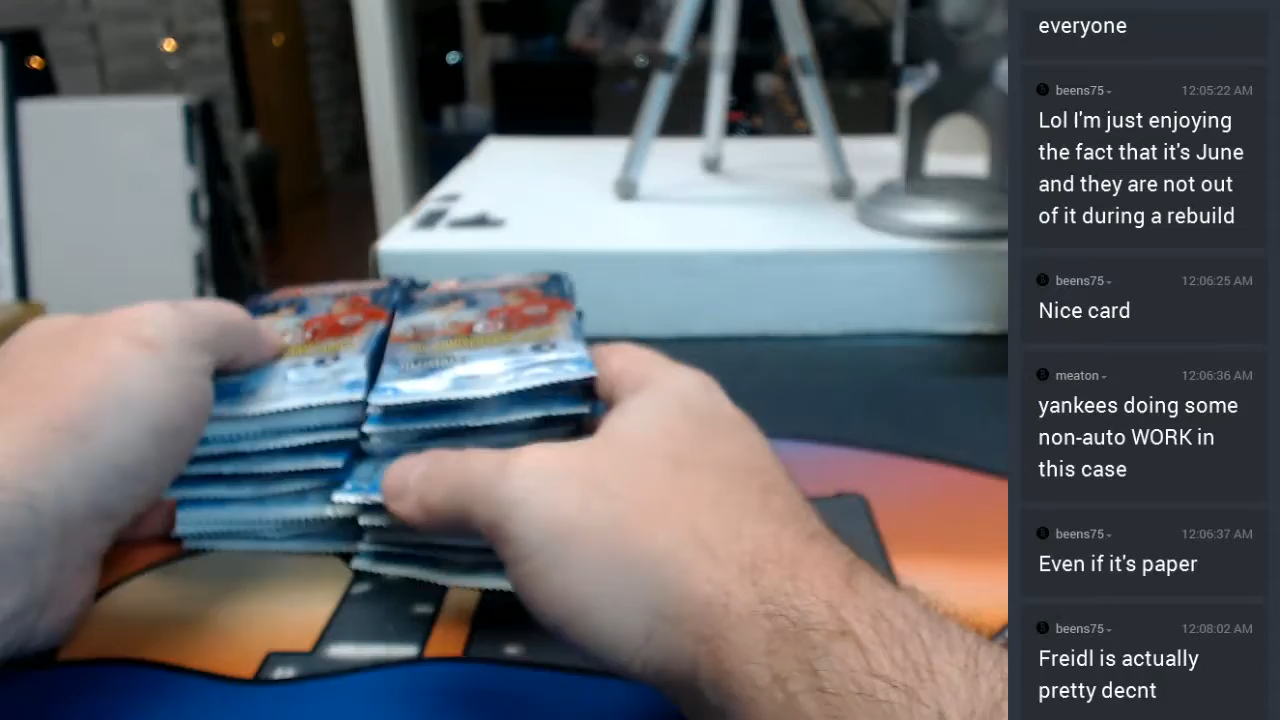 everyone
beens75
12:05:22 AM
Lol I'm just enjoying
the fact that it's June
and they are not out
of it during a rebuild
beens75
12:06:25 AM
Nice card
meaton
12:06:36 AM
yankees doing some
non-auto WORK in
this case
beens75
12:06:37 AM
Even if it's paper
beens75
12:08:02 AM
Freidl is actually
pretty decnt